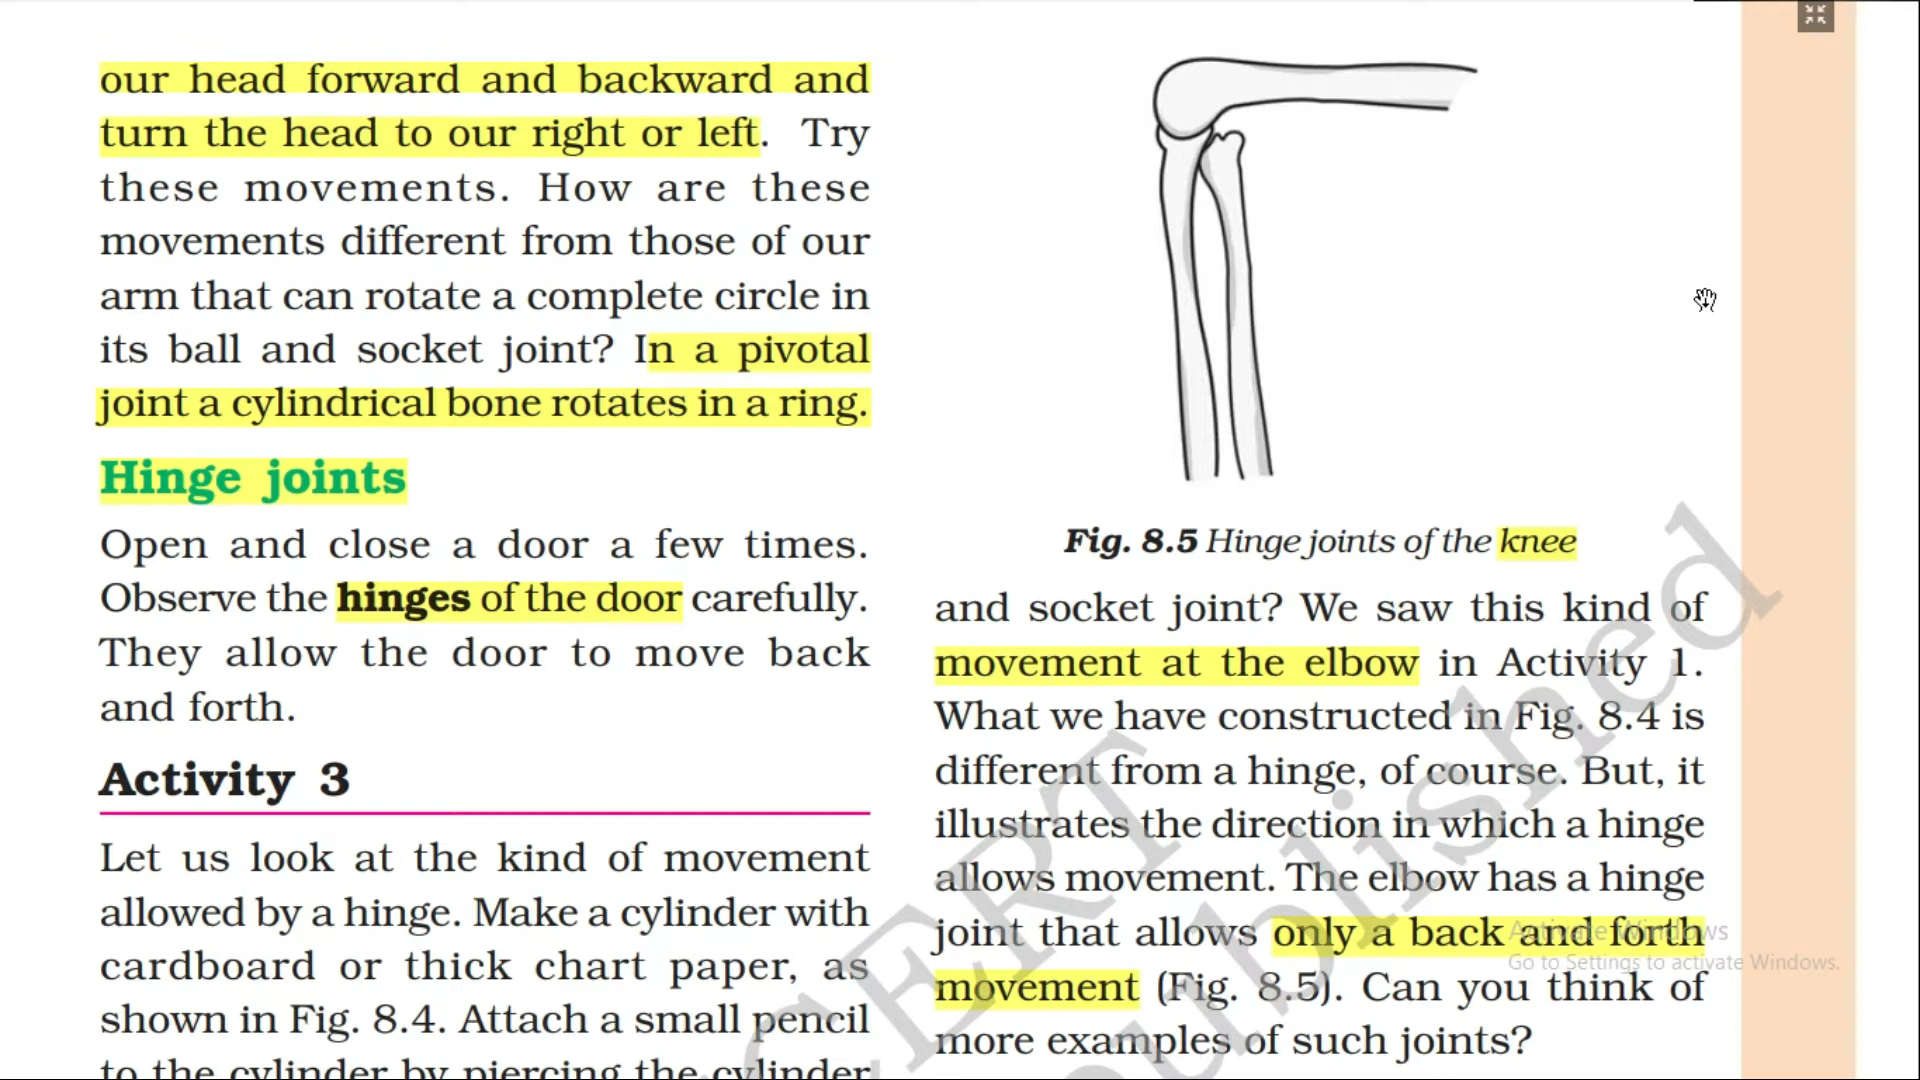 our head forward and backward and
turn the head to our right or left. Try
these movements. How are these
movements different from those of our
arm that can rotate a complete circle in
its ball and socket joint? In a pivotal
joint a cylindrical bone rotates in a ring.
Hinge joints
Open and close a door a few times.
Observe the hinges of the door carefully.
They allow the door to move back
and forth.
Activity 3
Let us look at the kind of movement
allowed by a hinge. Make a cylinder with
cardboard or thick chart paper, as
shown in Fig. 8.4. Attach a small pencil
to the cylinder by piercing the cylinder
Fig. 8.5 Hinge joints of the knee
and socket joint? We saw this kind of
movement at the elbow in Activity 1.
What we have constructed in Fig. 8.4 is
different from a hinge, of course. But, it
illustrates the direction in which a hinge
allows movement. The elbow has a hinge
joint that allows only a back and forth
movement (Fig. 8.5). Can you think of
more examples of such joints?
Activate Windows
Go to Settings to activate Windows.